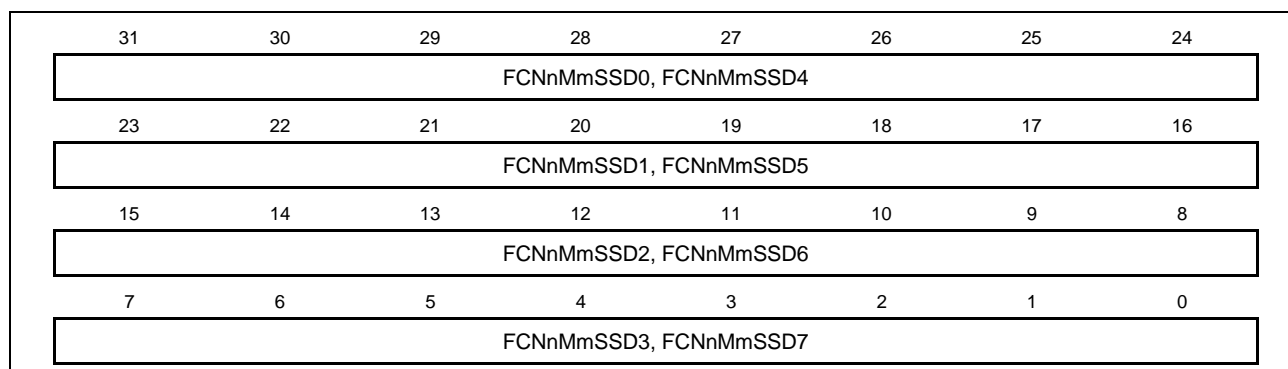 31 30 29 28 27 26 25 24
FCNnMmSSD0, FCNnMmSSD4
23 22 21 20 19 18 17 16
FCNnMmSSD1, FCNnMmSSD5
15 14 13 12 11 10 9 8
FCNnMmSSD2, FCNnMmSSD6
7 6 5 4 3 2 1 0
FCNnMmSSD3, FCNnMmSSD7